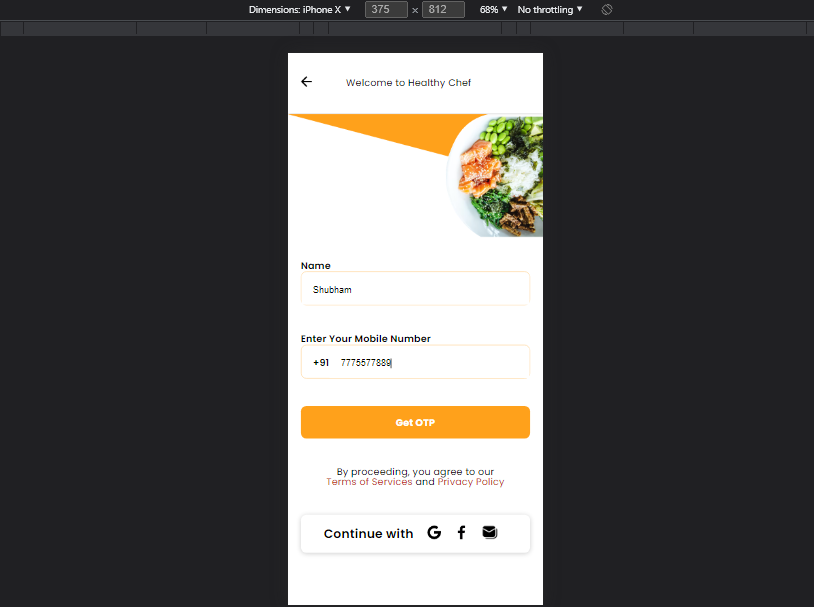 Dimensions: iPhone X ▼ 375 × 812 68% ▼ No throttling ▼
Welcome to Healthy Chef
Name
Shubham
Enter Your Mobile Number
+91 7775577889
Get OTP
By proceeding, you agree to our
Terms of Services and Privacy Policy
Continue with G f